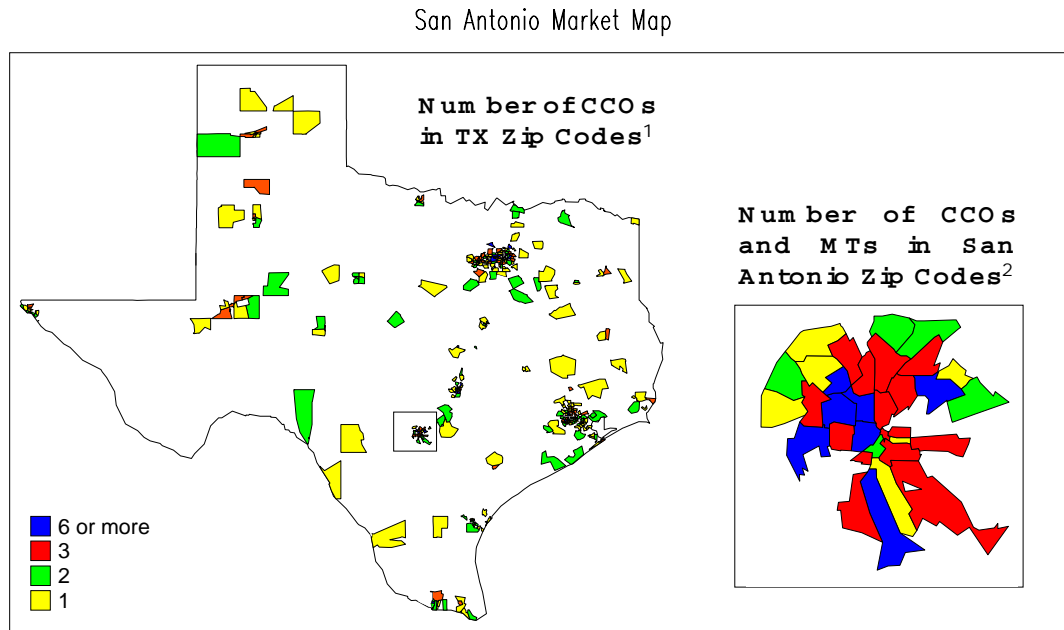 San Antonio Market Map
Number of CCOs
in TX Zip Codes¹
Number of CCOs
and MTs in San
Antonio Zip Codes²
6 or more
3
2
1